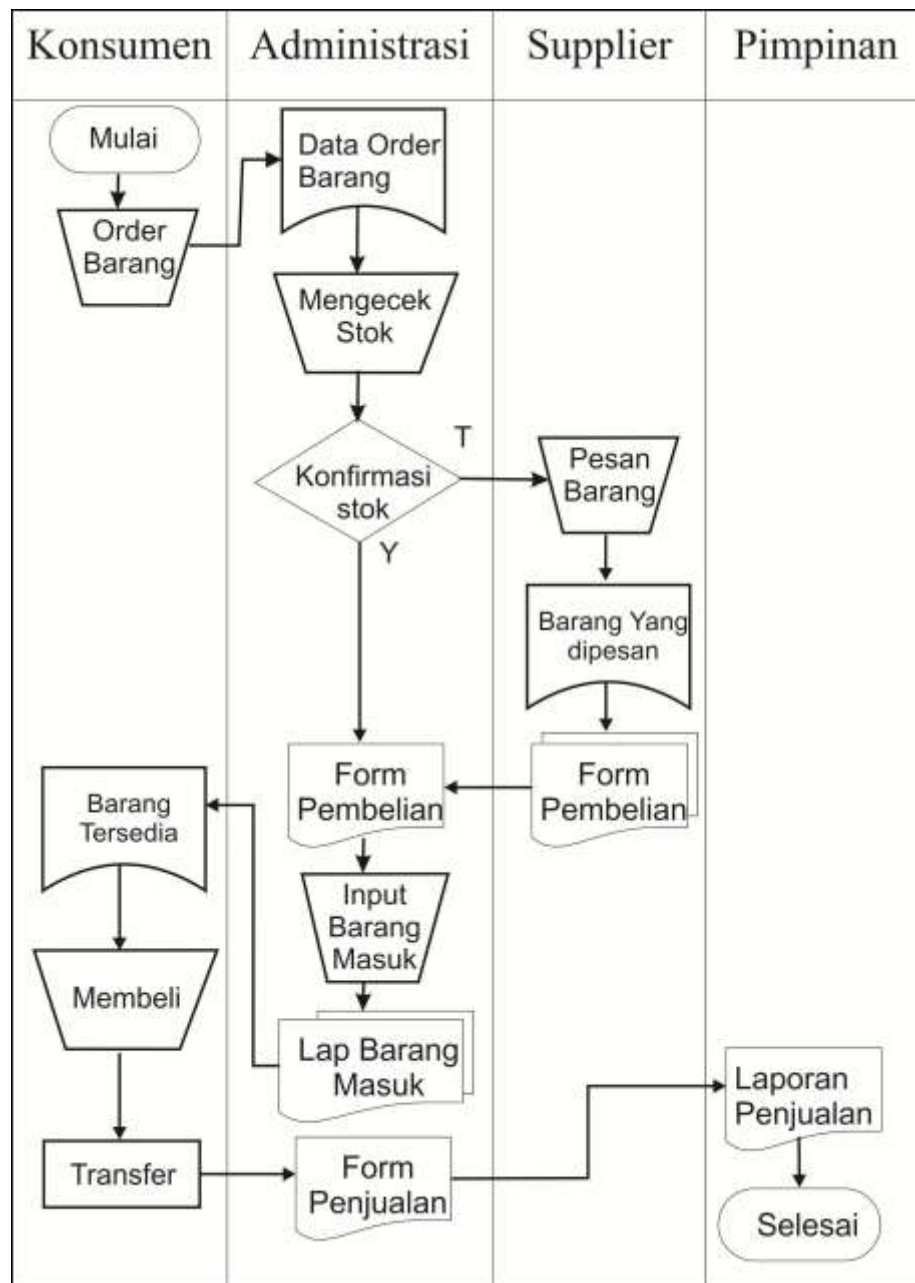 Konsumen
Administrasi
Supplier
Pimpinan
Mulai
Order
Barang
Data Order
Barang
Mengecek
Stok
Konfirmasi
stok
T
Y
Pesan
Barang
Barang Yang
dipesan
Form
Pembelian
Form
Pembelian
Input
Barang
Masuk
Lap Barang
Masuk
Barang
Tersedia
Membeli
Transfer
Form
Penjualan
Laporan
Penjualan
Selesai